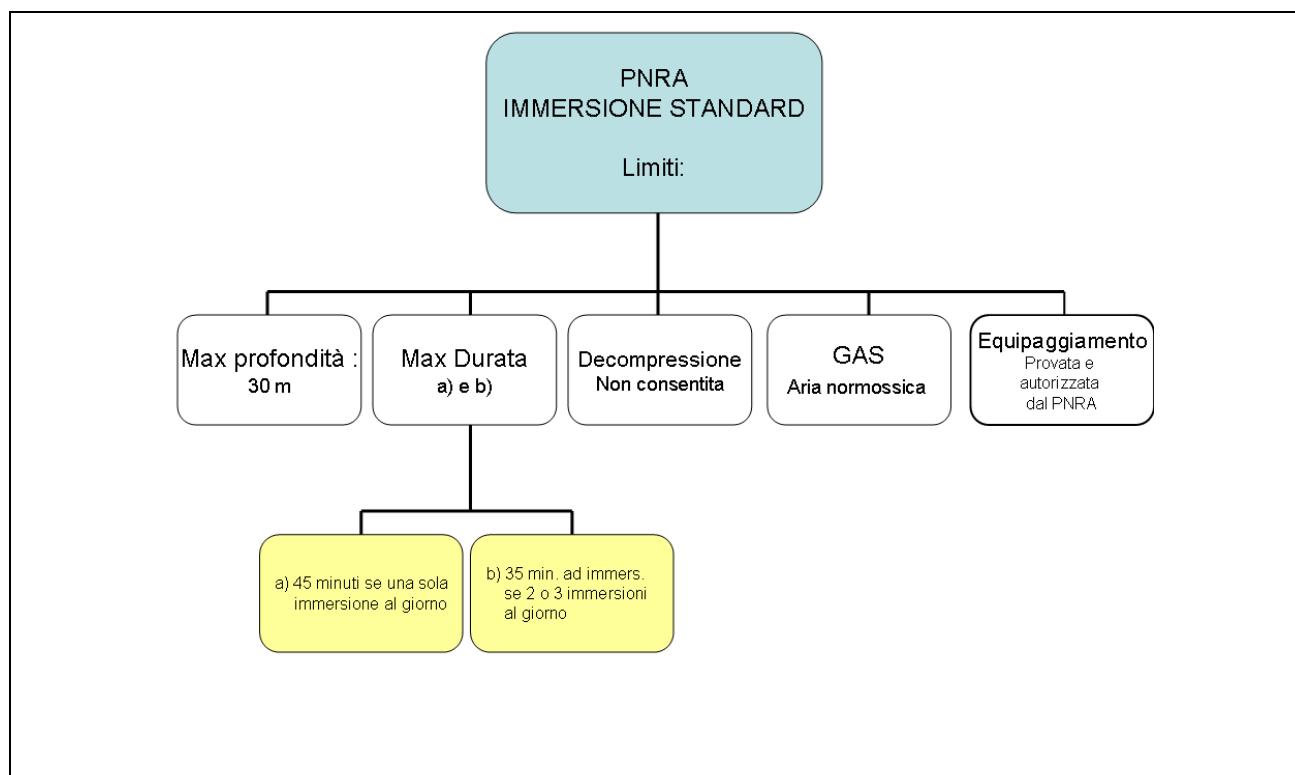 PNRA
IMMERSIONE STANDARD
Limiti:
Max profondità :
30 m
Max Durata
a) e b)
Decompressione
Non consentita
GAS
Aria normossica
Equipaggiamento
Provata e
autorizzata
dal PNRA
a) 45 minuti se una sola
immersione al giorno
b) 35 min. ad immers.
se 2 o 3 immersioni
al giorno